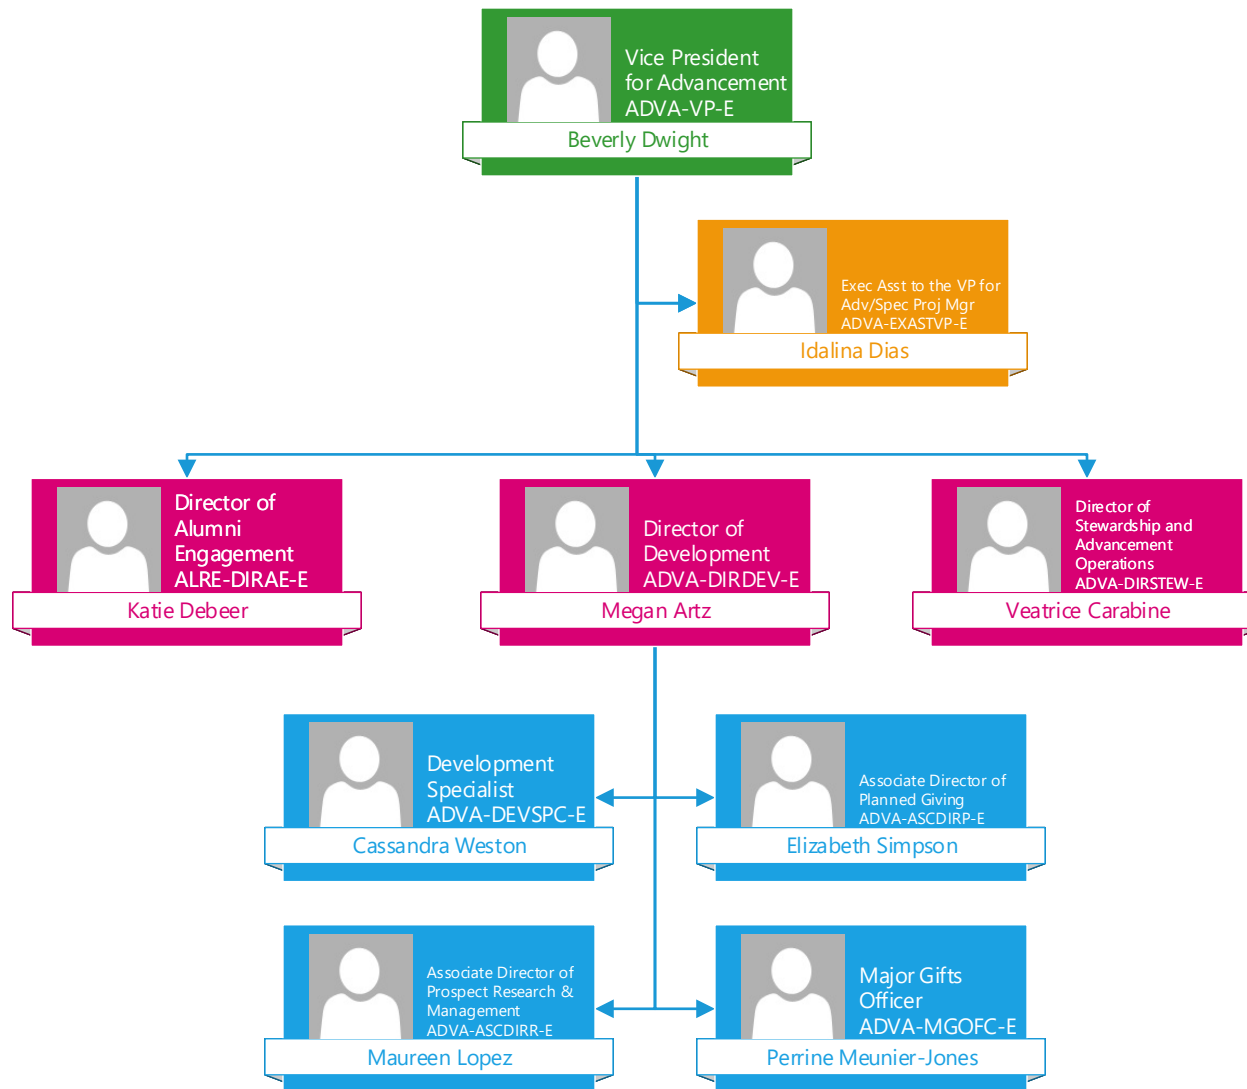 Vice President
for Advancement
ADVA-VP-E
Beverly Dwight
Exec Asst to the VP for
Adv/Spec Proj Mgr
ADVA-EXASTVP-E
Idalina Dias
Director of
Alumni
Engagement
ALRE-DIRAE-E
Katie Debeer
Director of
Development
ADVA-DIRDEV-E
Megan Artz
Director of
Stewardship and
Advancement
Operations
ADVA-DIRSTEW-E
Veatrice Carabine
Development
Specialist
ADVA-DEVSPC-E
Cassandra Weston
Associate Director of
Planned Giving
ADVA-ASCDIRP-E
Elizabeth Simpson
Associate Director of
Prospect Research &
Management
ADVA-ASCDIRR-E
Maureen Lopez
Major Gifts
Officer
ADVA-MGOFC-E
Perrine Meunier-Jones